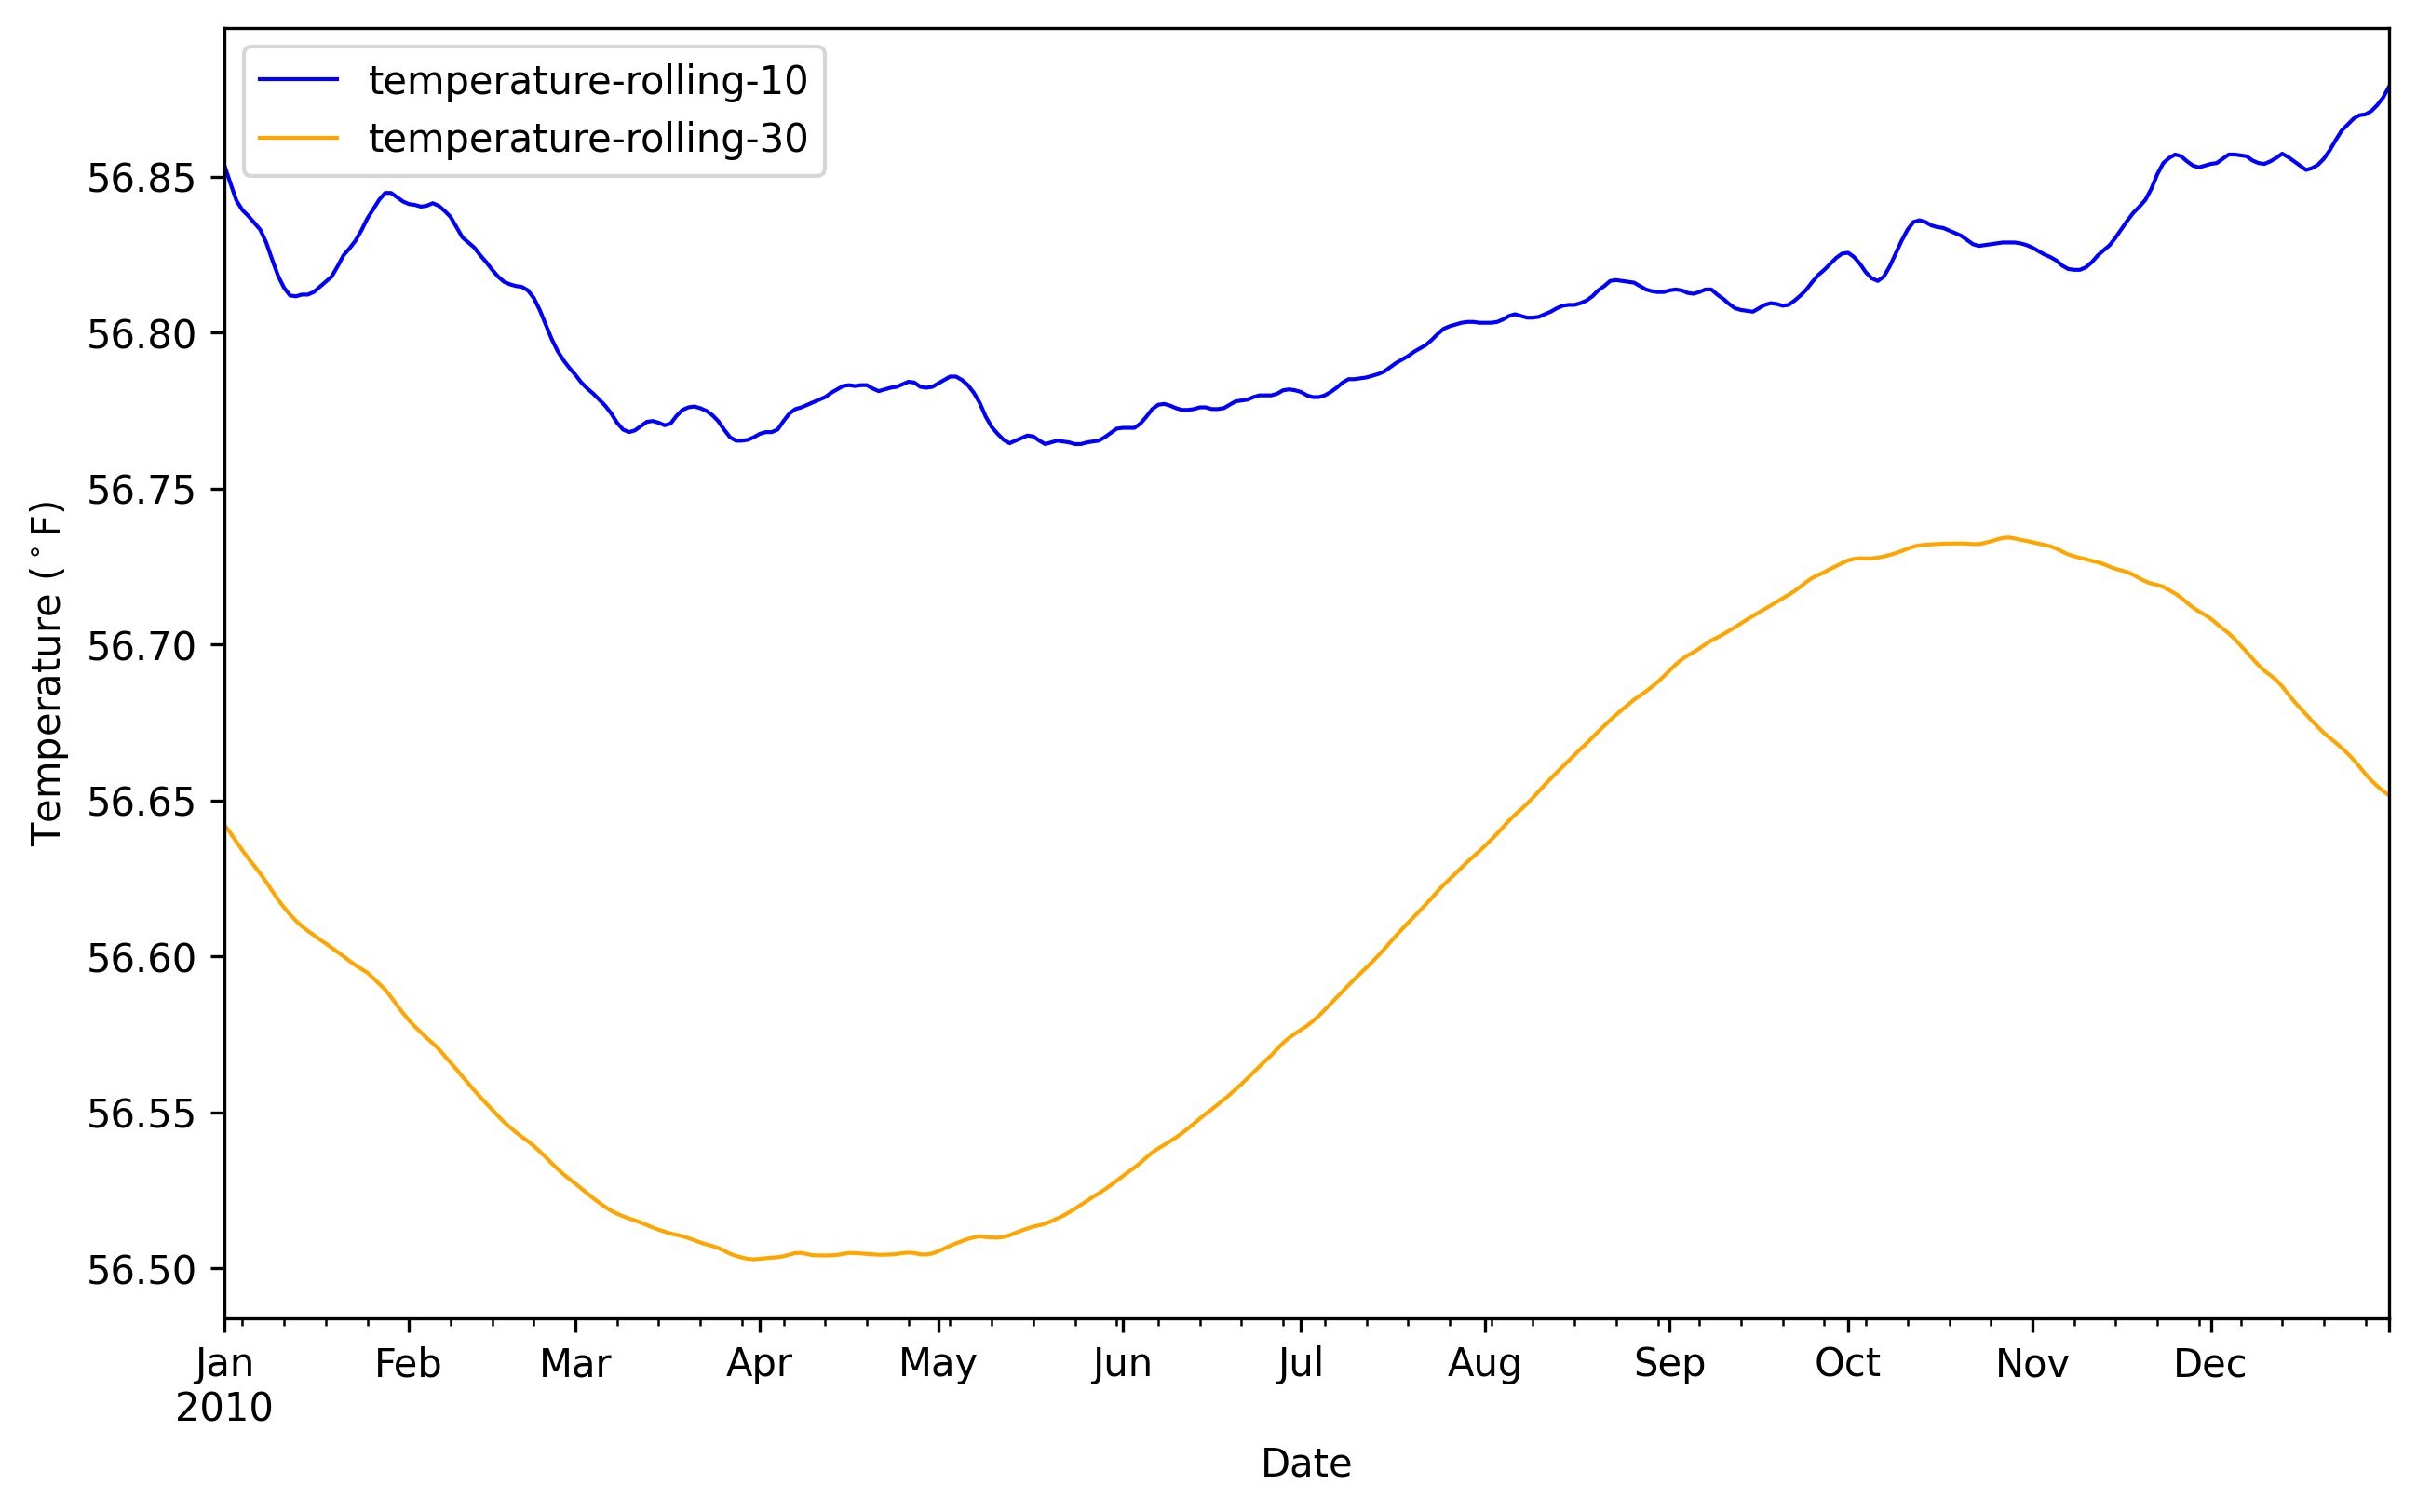 temperature-rolling-10
temperature-rolling-30
56.85
56.80
56.75
56.70
56.65
56.60
56.55
56.50
Temperature (°F)
Jan Feb Mar Apr May Jun Jul Aug Sep Oct Nov Dec
2010
Date